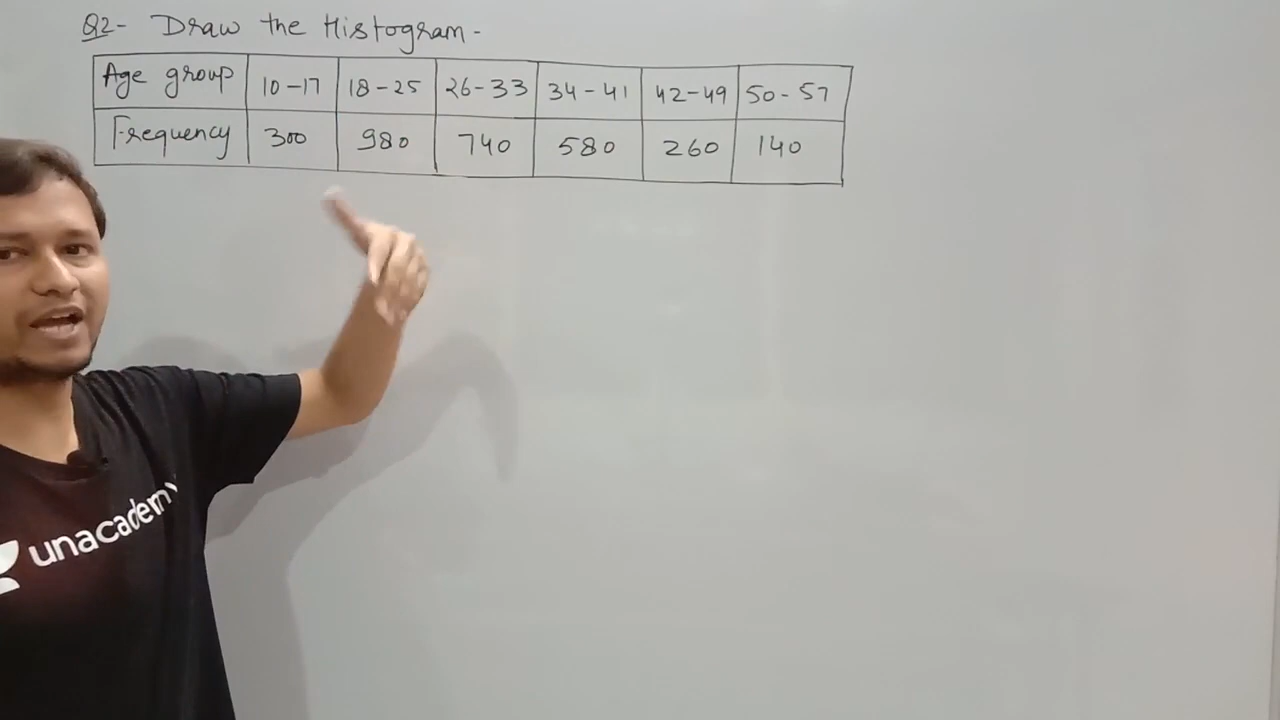 Q2- Draw the Histogram-
Age group 10-17 18-25 26-33 34-41 42-49 50-57
Frequency 300 980 740 580 260 140
unacademy